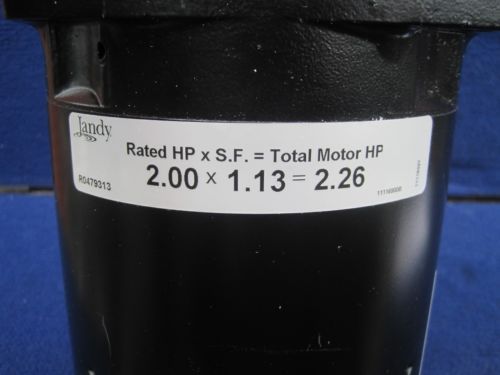 Jandy
Rated HP x S.F. = Total Motor HP
2.00 x 1.13 = 2.26
R0479313